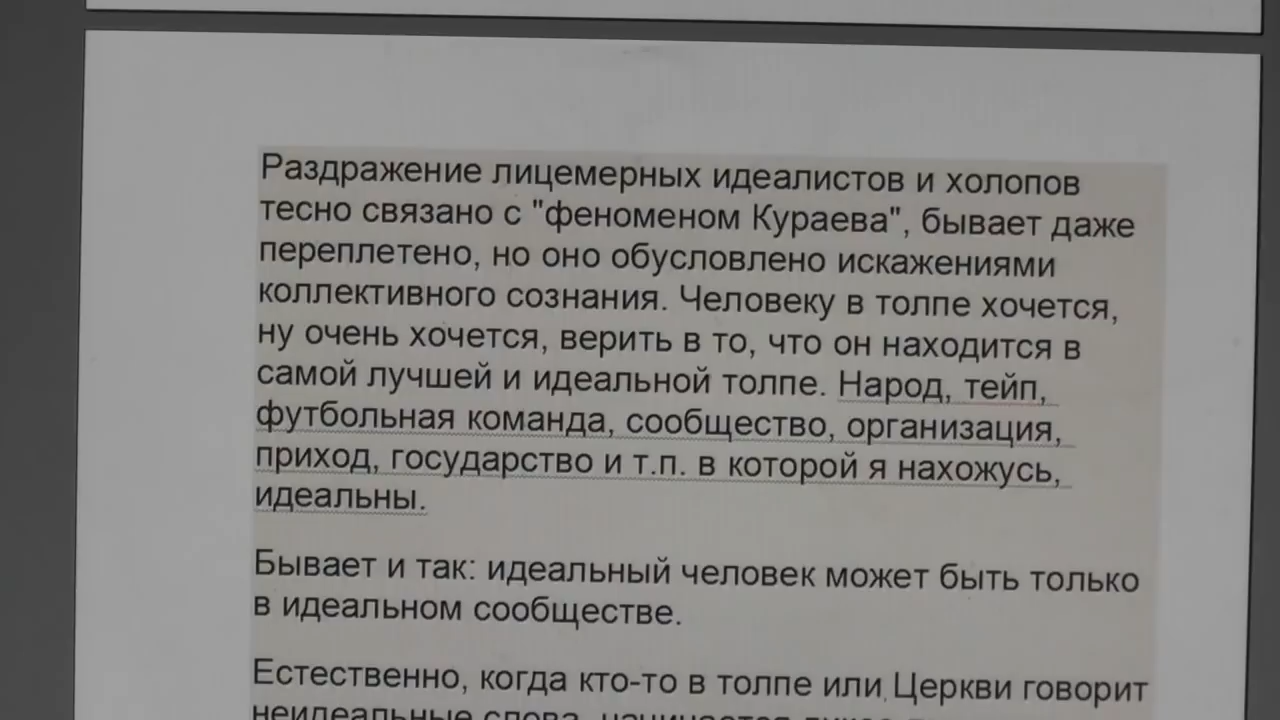 Раздражение лицемерных идеалистов и холопов
тесно связано с "феноменом Кураева", бывает даже
переплетено, но оно обусловлено искажениями
коллективного сознания. Человеку в толпе хочется,
ну очень хочется, верить в то, что он находится в
самой лучшей и идеальной толпе. Народ, тейп,
футбольная команда, сообщество, организация,
приход, государство и т.п. в которой я нахожусь,
идеальны.
Бывает и так: идеальный человек может быть только
в идеальном сообществе.
Естественно, когда кто-то в толпе или Церкви говорит
неидеальные слова, начинается